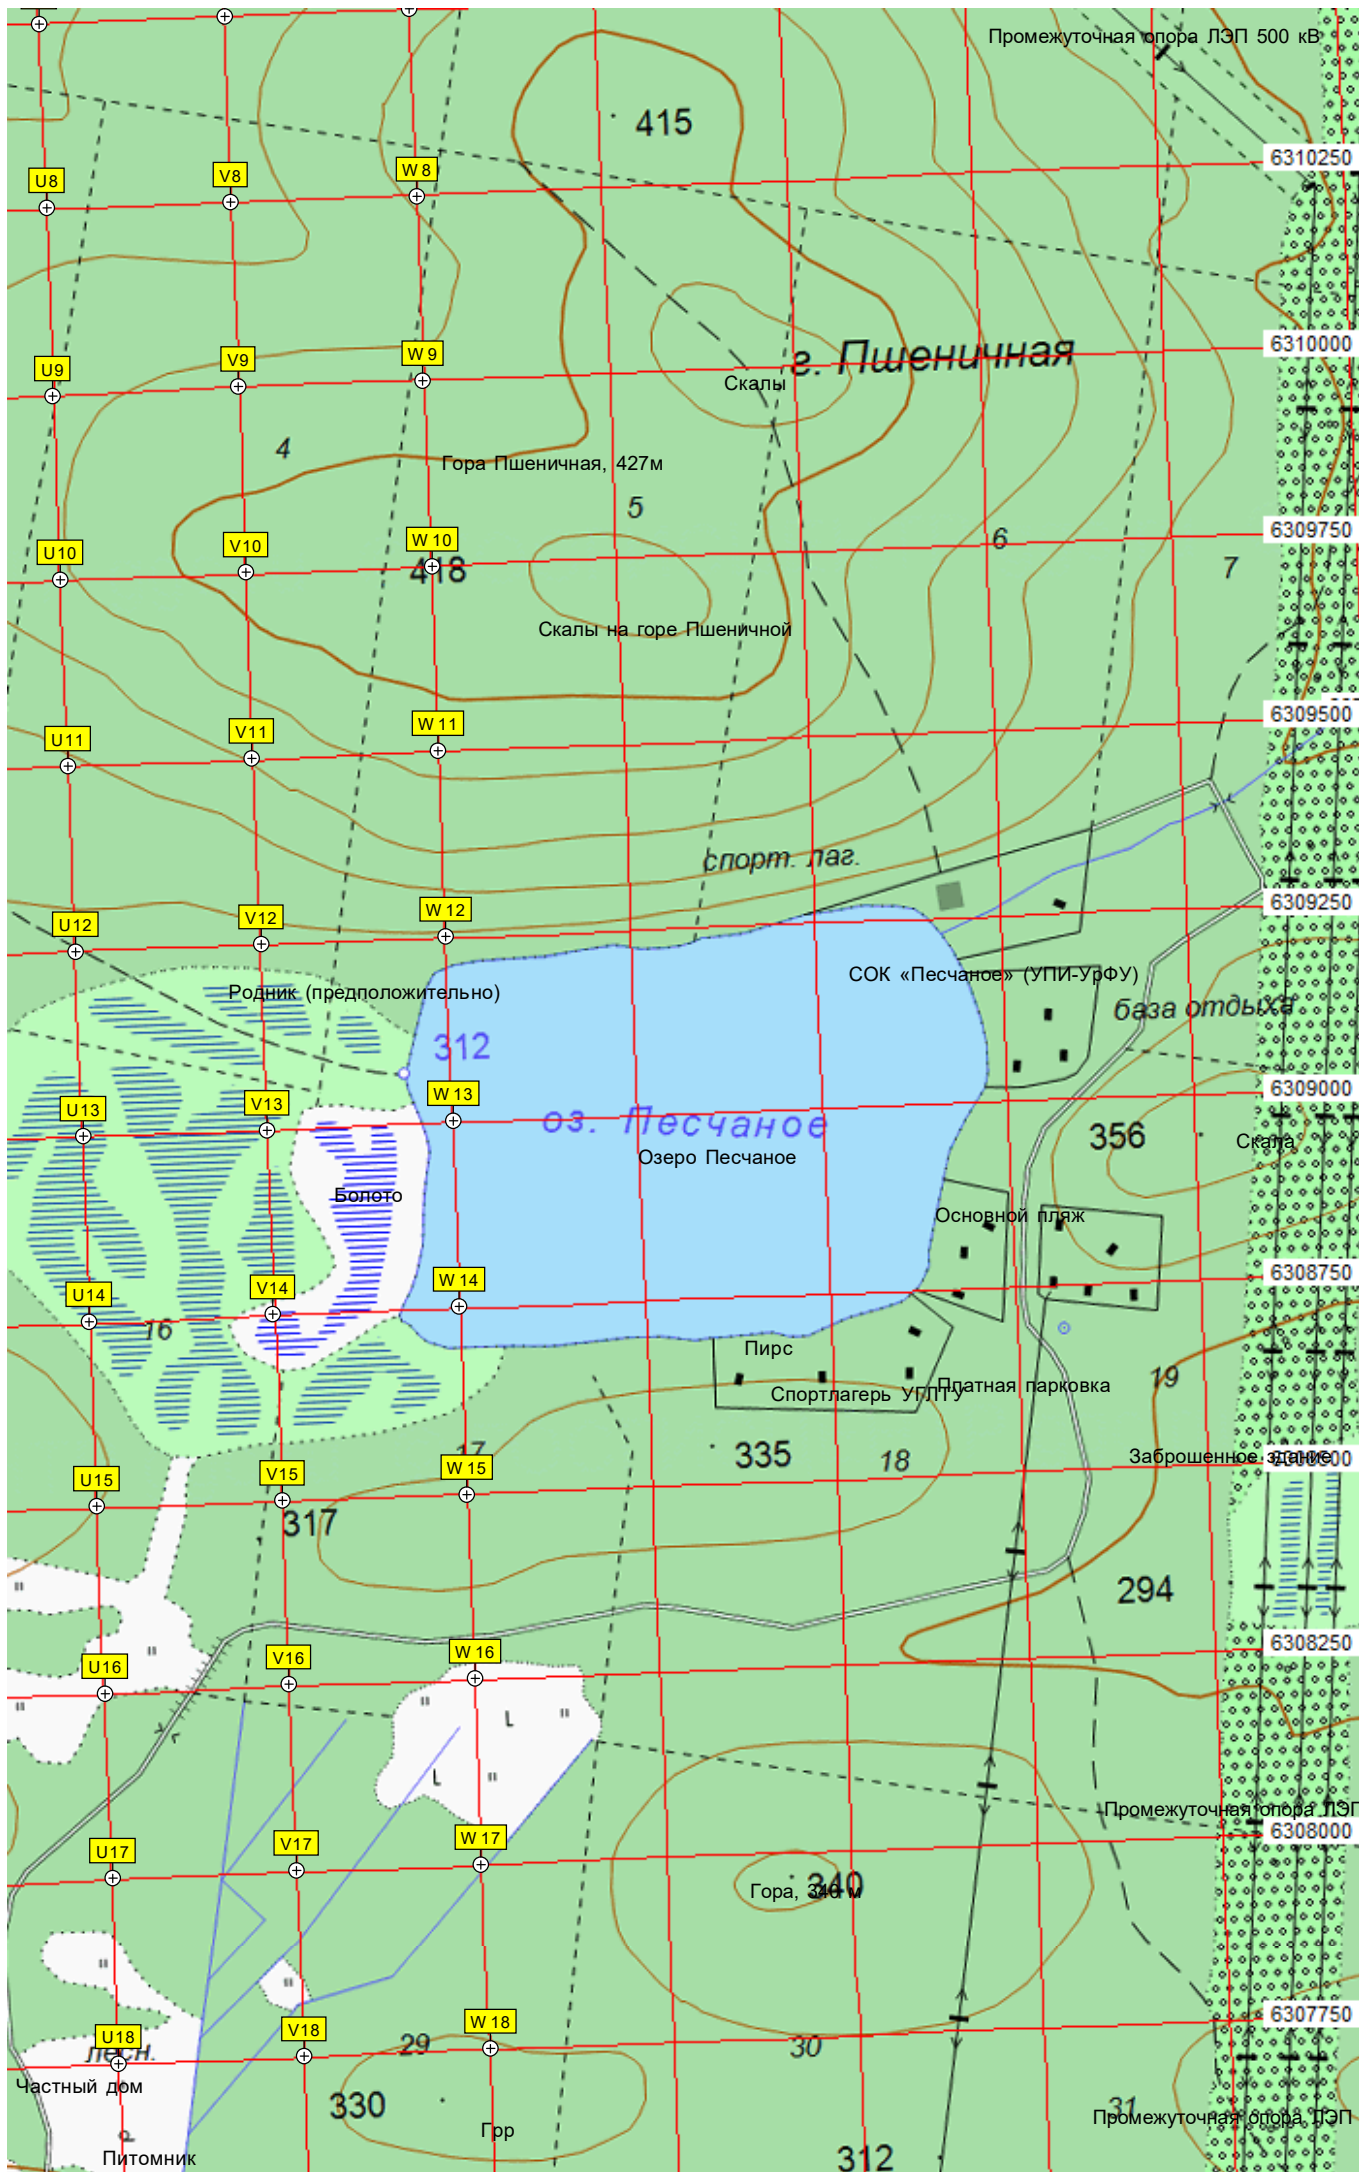 Промежуточная опора ЛЭП 500 кВ
415
6310250
U8
V8
W 8
6310000
г. Пшеничная
U9
V9
W 9
Скалы
4
Гора Пшеничная, 427м
5
6309750
6
7
U10
V10
W 10
418
Скалы на горе Пшеничной
6309500
U11
V11
W 11
спорт. лаг.
6309250
U12
V12
W 12
СОК «Песчаное» (УПИ-УрФУ)
Родник (предположительно)
база отдыха
312
6309000
U13
V13
W 13
оз. Песчаное
356
Скала
Озеро Песчаное
Болото
Основной пляж
6308750
U14
V14
W 14
16
Пирс
Спортлагерь УГЛТУ
Платная парковка
19
17
335
18
Заброшенное здание
U15
V15
W 15
317
294
6308250
U16
V16
W 16
Промежуточная опора ЛЭП
6308000
U17
V17
W 17
340
Гора, 340 м
6307750
U18
V18
W 18
лесн.
29
30
Частный дом
330
31
Промежуточная опора ЛЭП
Грр
Питомник
312